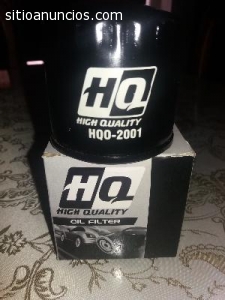 sitioanuncios.com
HQ
HIGH QUALITY
HQO-2001
HQ
HIGH QUALITY
OIL FILTER